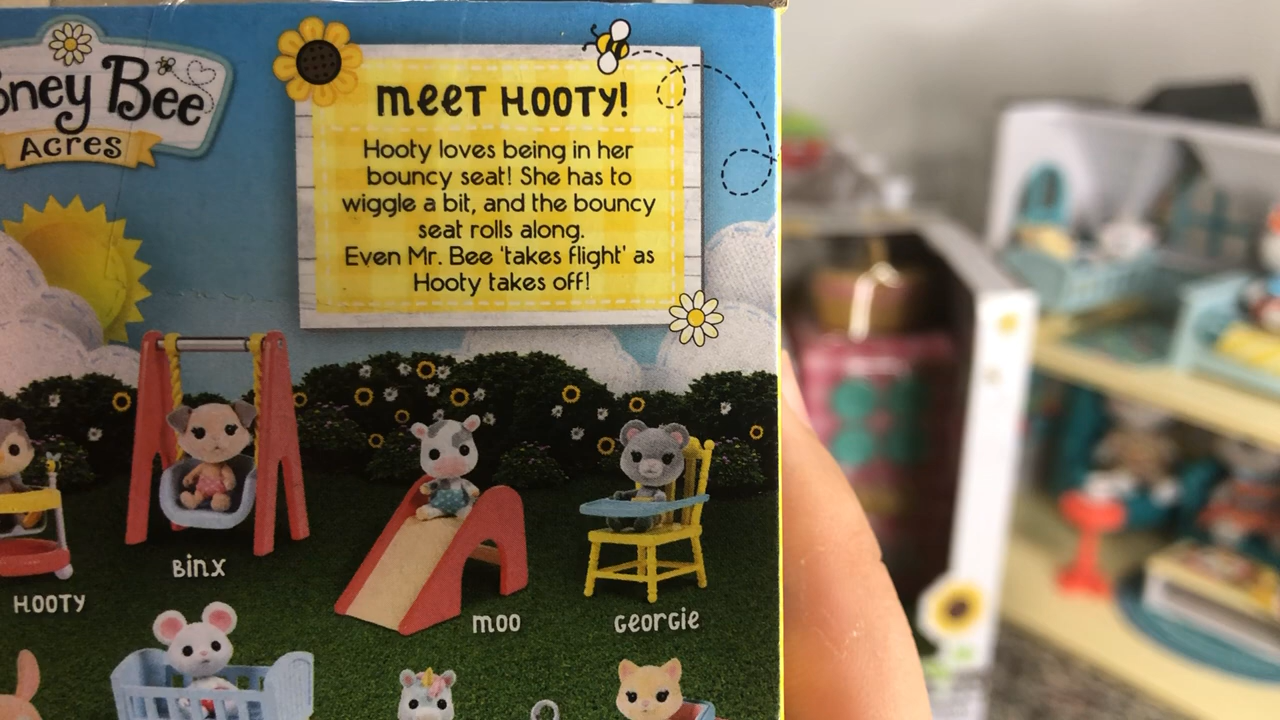 ney Bee
Acres
MEET HOOTY!
Hooty loves being in her
bouncy seat! She has to
wiggle a bit, and the bouncy
seat rolls along.
Even Mr. Bee 'takes flight' as
Hooty takes off!
BINX
HOOTY
MOO
GEORGIE